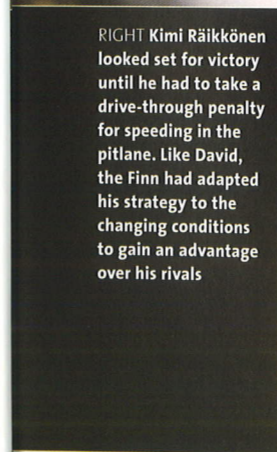 RIGHT Kimi Räikkönen
looked set for victory
until he had to take a
drive-through penalty
for speeding in the
pitlane. Like David,
the Finn had adapted
his strategy to the
changing conditions
to gain an advantage
over his rivals